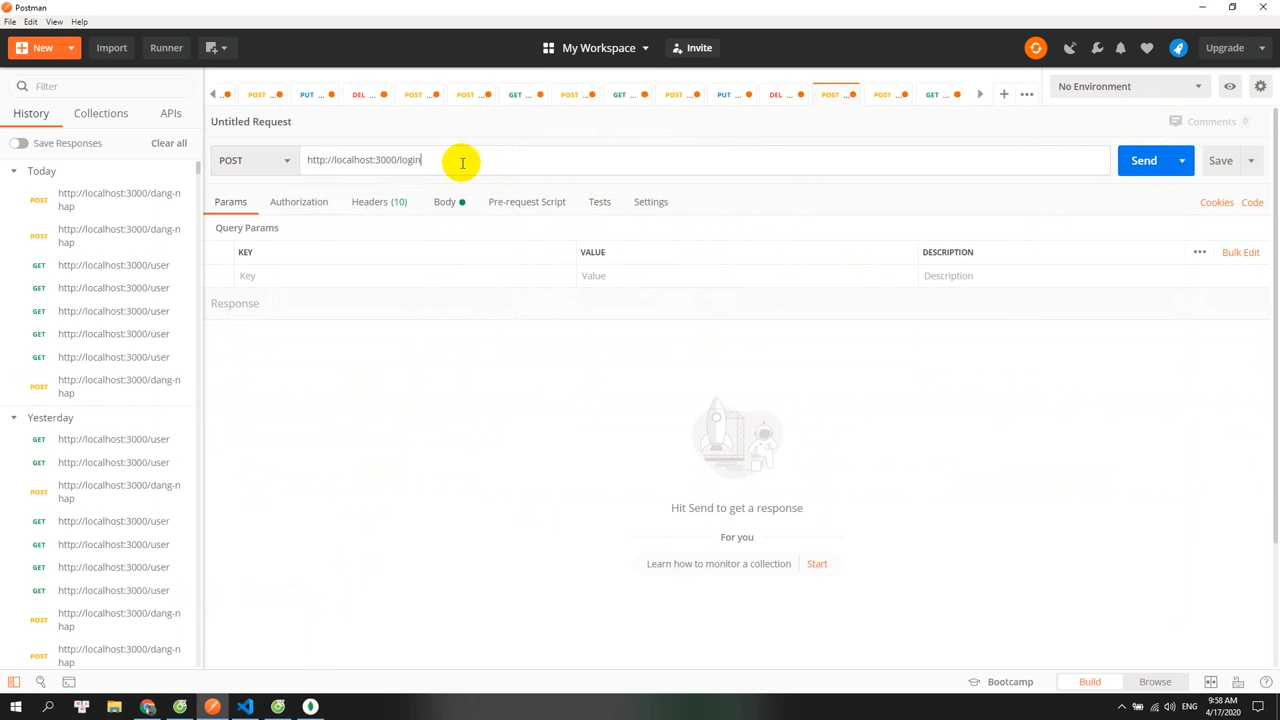 Postman
File Edit View Help
New Import Runner My Workspace Invite Upgrade
Filter
History Collections APIs
Save Responses Clear all
Today
POST http://localhost:3000/dang-n
hap
POST http://localhost:3000/dang-n
hap
GET http://localhost:3000/user
GET http://localhost:3000/user
GET http://localhost:3000/user
GET http://localhost:3000/user
GET http://localhost:3000/user
POST http://localhost:3000/dang-n
hap
Yesterday
GET http://localhost:3000/user
GET http://localhost:3000/user
POST http://localhost:3000/dang-n
hap
GET http://localhost:3000/user
GET http://localhost:3000/user
GET http://localhost:3000/user
GET http://localhost:3000/user
POST http://localhost:3000/dang-n
hap
POST http://localhost:3000/dang-n
hap
... POST ... PUT ... DEL ... POST ... POST ... GET ... POST ... GET ... POST ... PUT ... DEL ... POST ... POST ... GET ...
No Environment
Untitled Request Comments 0
POST http://localhost:3000/login Send Save
Params Authorization Headers (10) Body Pre-request Script Tests Settings Cookies Code
Query Params
KEY VALUE DESCRIPTION ••• Bulk Edit
Key Value Description
Response
Hit Send to get a response
For you
Learn how to monitor a collection Start
Bootcamp Build Browse
ENG
9:58 AM
4/17/2020